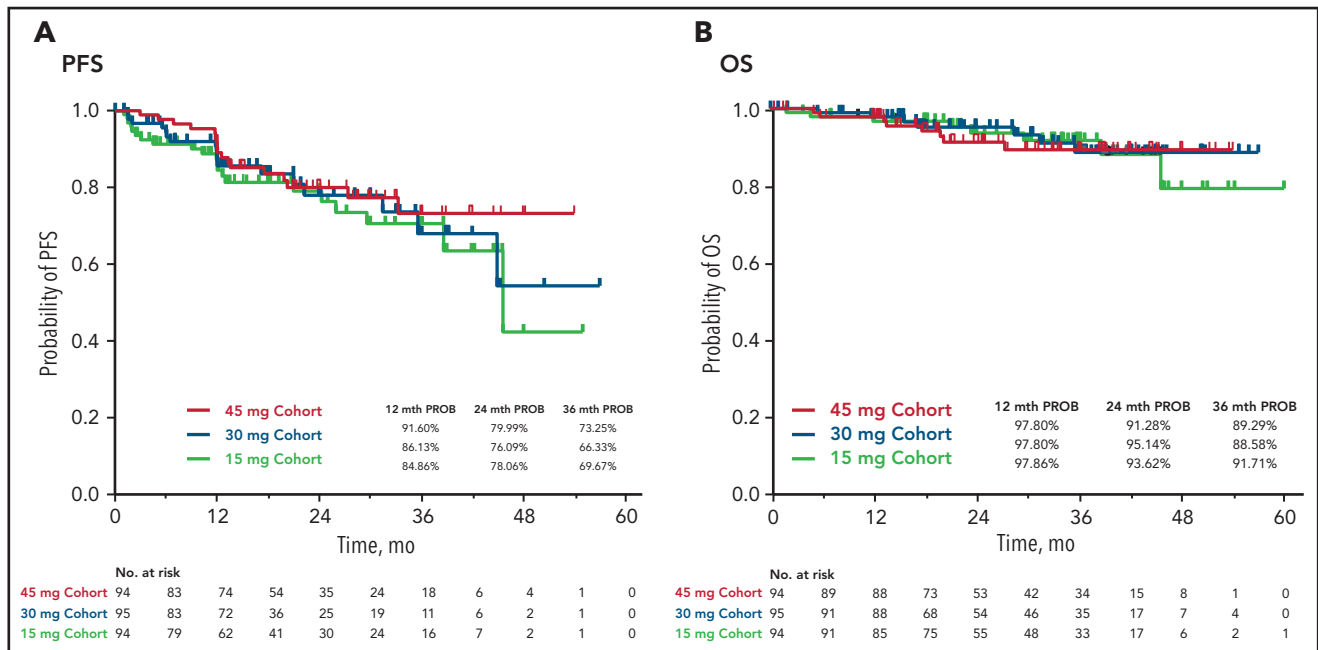 A
PFS
1.0
0.8
0.6
0.4
0.2
0.0
Probability of PFS
45 mg Cohort
30 mg Cohort
15 mg Cohort
12 mth PROB 24 mth PROB 36 mth PROB
91.60% 79.99% 73.25%
86.13% 76.09% 66.33%
84.86% 78.06% 69.67%
0 12 24 36 48 60
Time, mo
No. at risk
45 mg Cohort 94 83 74 54 35 24 18 6 4 1 0
30 mg Cohort 95 83 72 36 25 19 11 6 2 1 0
15 mg Cohort 94 79 62 41 30 24 16 7 2 1 0
B
OS
1.0
0.8
0.6
0.4
0.2
0.0
Probability of OS
45 mg Cohort
30 mg Cohort
15 mg Cohort
12 mth PROB 24 mth PROB 36 mth PROB
97.80% 91.28% 89.29%
97.80% 95.14% 88.58%
97.86% 93.62% 91.71%
0 12 24 36 48 60
Time, mo
No. at risk
45 mg Cohort 94 89 88 73 53 42 34 15 8 1 0
30 mg Cohort 95 91 88 68 54 46 35 17 7 4 0
15 mg Cohort 94 91 85 75 55 48 33 17 6 2 1